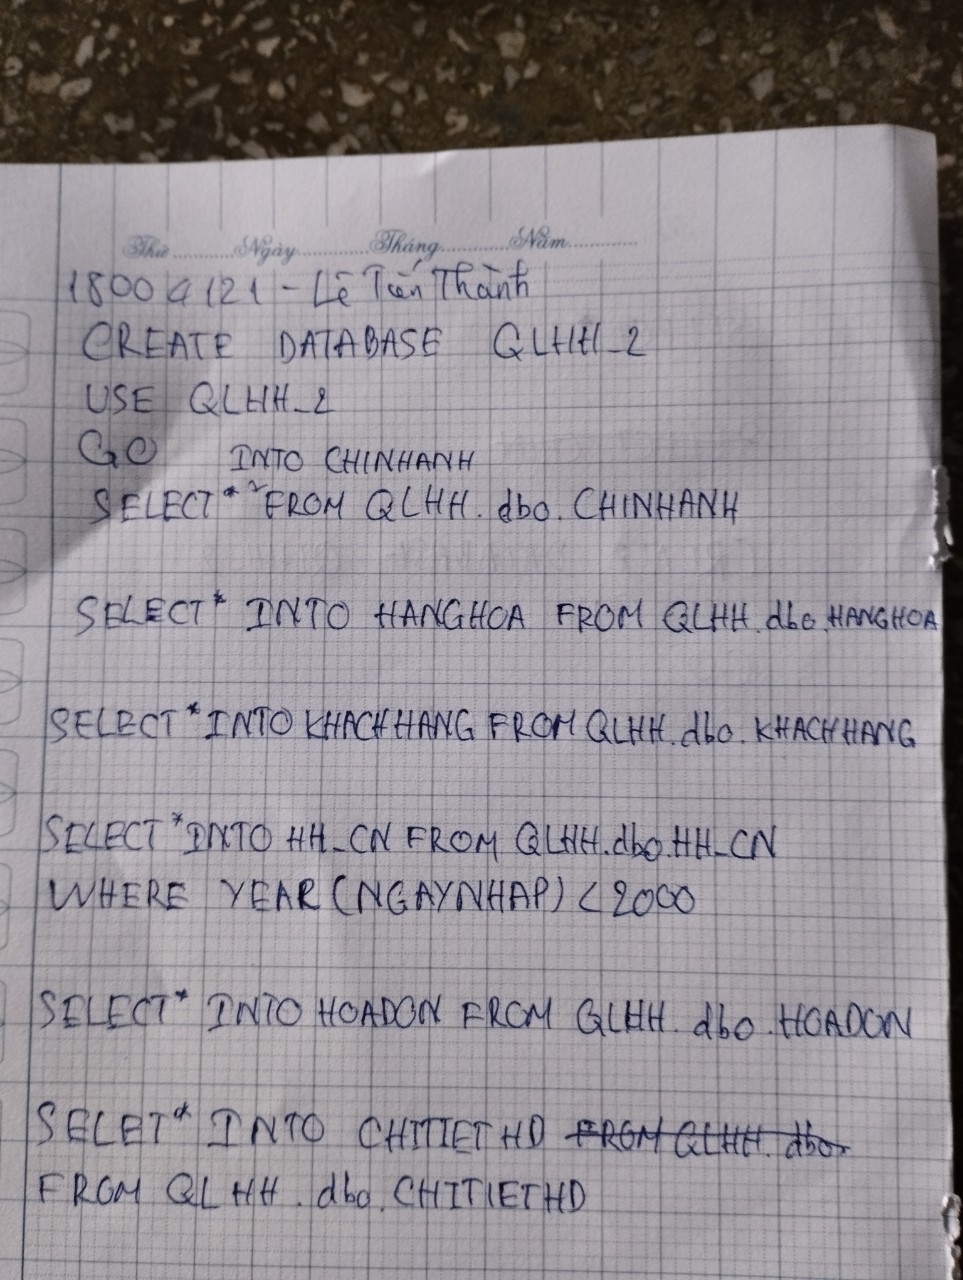 Thứ Ngày Tháng Năm
18004121 - Lê Tiến Thành
CREATE DATABASE QLHH_2
USE QLHH_2
GO
INTO CHINHANH
SELECT * FROM QLHH.dbo.CHINHANH
SELECT * INTO HANGHOA FROM QLHH.dbo.HANGHOA
SELECT * INTO KHACHHANG FROM QLHH.dbo.KHACHHANG
SELECT * INTO HH_CN FROM QLHH.dbo.HH_CN
WHERE YEAR(NGAYNHAP) < 2000
SELECT * INTO HOADON FROM QLHH.dbo.HOADON
SELET * INTO CHITIETHD FROM QLHH.dbo.
FROM QLHH.dbo.CHITIETHD